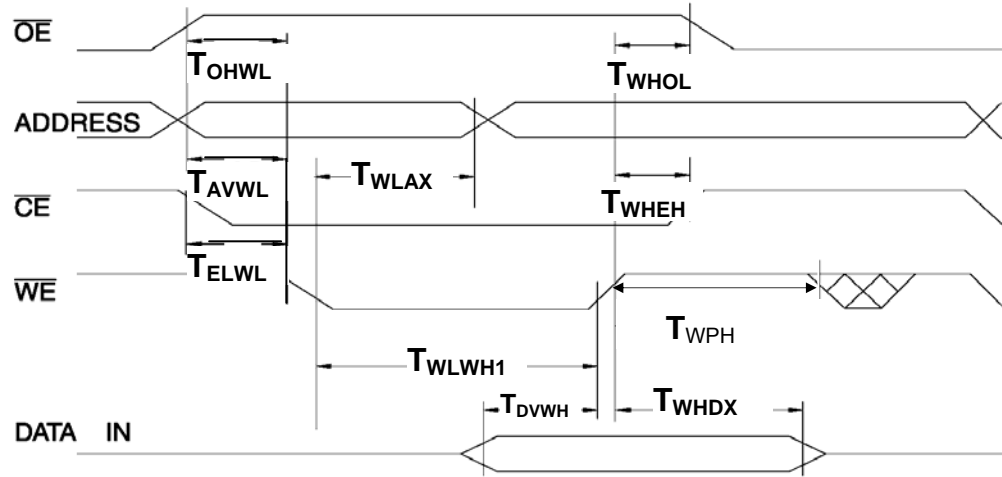 OE
TOHWL
TWHOL
ADDRESS
TAVWL
TWLAX
TWHEH
CE
TELWL
WE
TWPH
TWLWH1
TDVWH
TWHDX
DATA IN